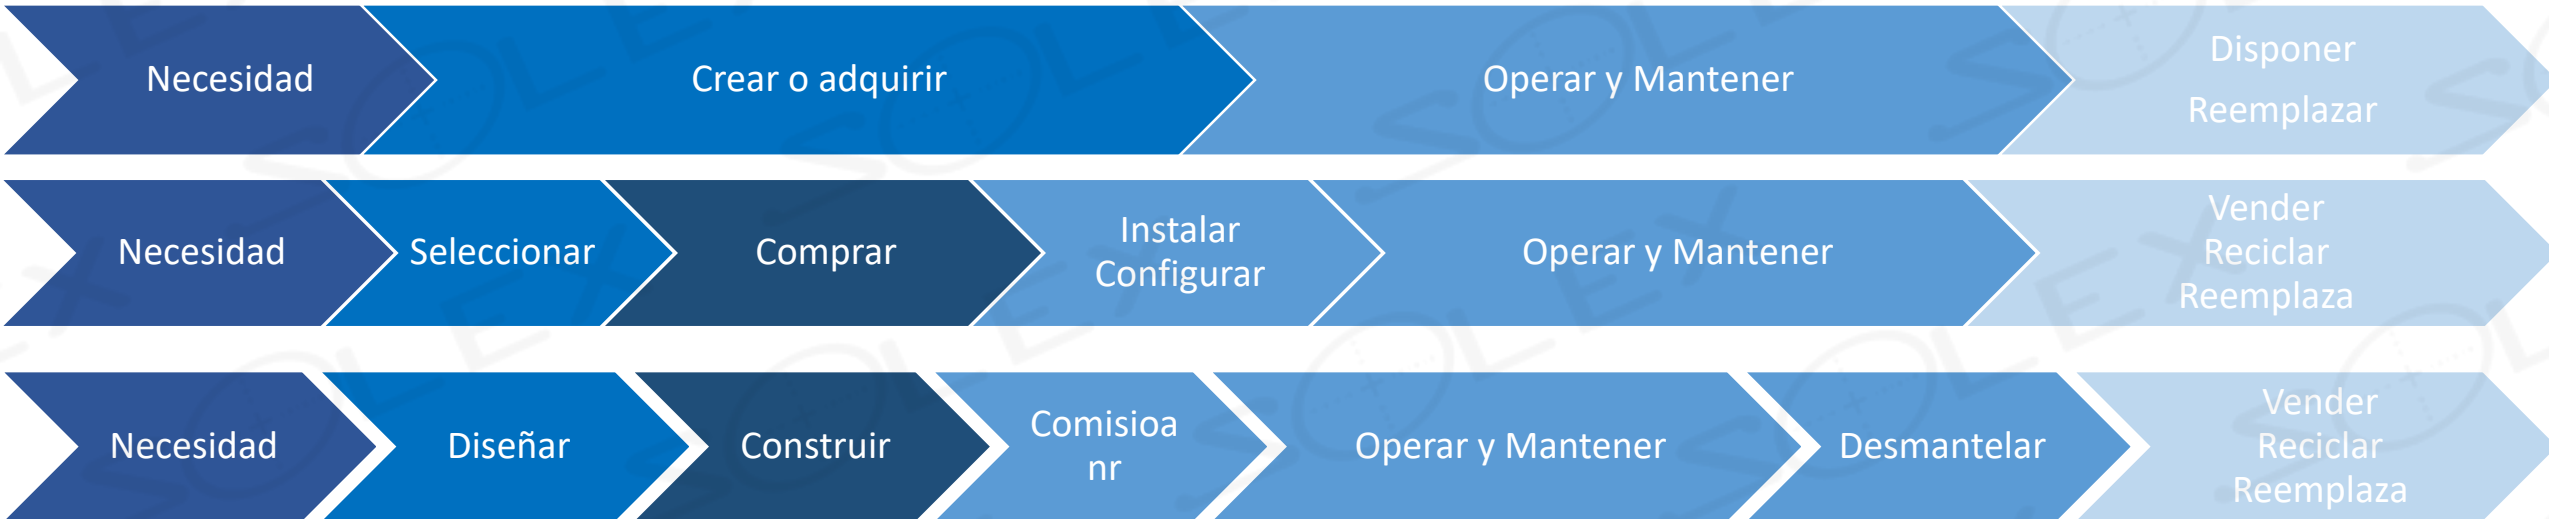 Necesidad
Crear o adquirir
Operar y Mantener
Disponer
Reemplazar
Necesidad
Seleccionar
Comprar
Instalar
Configurar
Operar y Mantener
Vender
Reciclar
Reemplaza
Necesidad
Diseñar
Construir
Comisioa
nr
Operar y Mantener
Desmantelar
Vender
Reciclar
Reemplaza
SOLEX